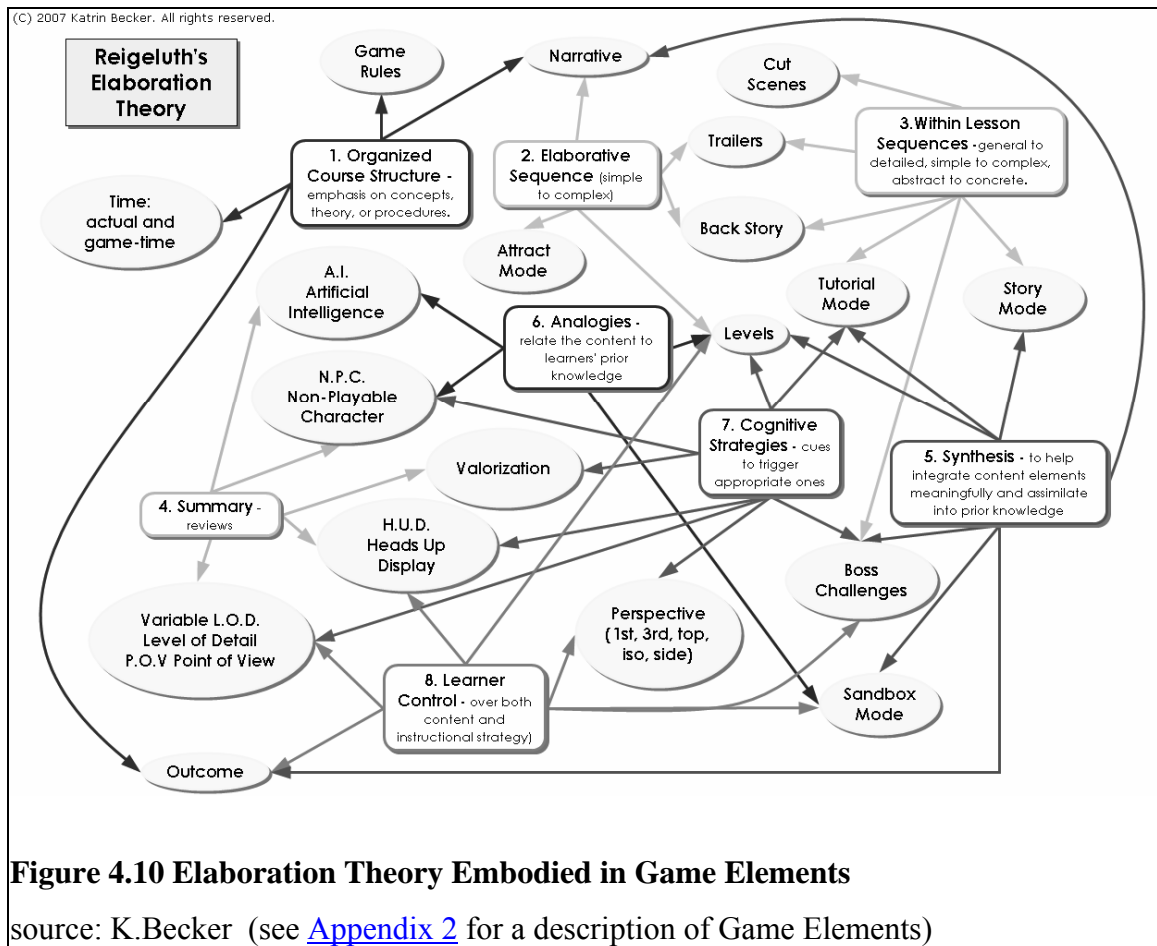 (C) 2007 Katrin Becker. All rights reserved.
Reigeluth's
Elaboration
Theory
Game
Rules
Narrative
Cut
Scenes
1. Organized
Course Structure -
emphasis on concepts,
theory, or procedures.
2. Elaborative
Sequence (simple
to complex)
Trailers
3.Within Lesson
Sequences -general
to detailed, simple to complex,
abstract to concrete.
Time:
actual and
game-time
Attract
Mode
Back Story
A.I.
Artificial
Intelligence
Tutorial
Mode
Story
Mode
6. Analogies -
relate the content to
learners' prior
knowledge
Levels
N.P.C.
Non-Playable
Character
7. Cognitive
Strategies - cues
to trigger
appropriate ones
5. Synthesis - to help
integrate content elements
meaningfully and assimilate
into prior knowledge
Valorization
4. Summary -
reviews
H.U.D.
Heads Up
Display
Boss
Challenges
Variable L.O.D.
Level of Detail
P.O.V Point of View
Perspective
(1st, 3rd, top,
iso, side)
8. Learner
Control - over both
content and
instructional strategy)
Sandbox
Mode
Outcome
Figure 4.10 Elaboration Theory Embodied in Game Elements
source: K.Becker (see Appendix 2 for a description of Game Elements)